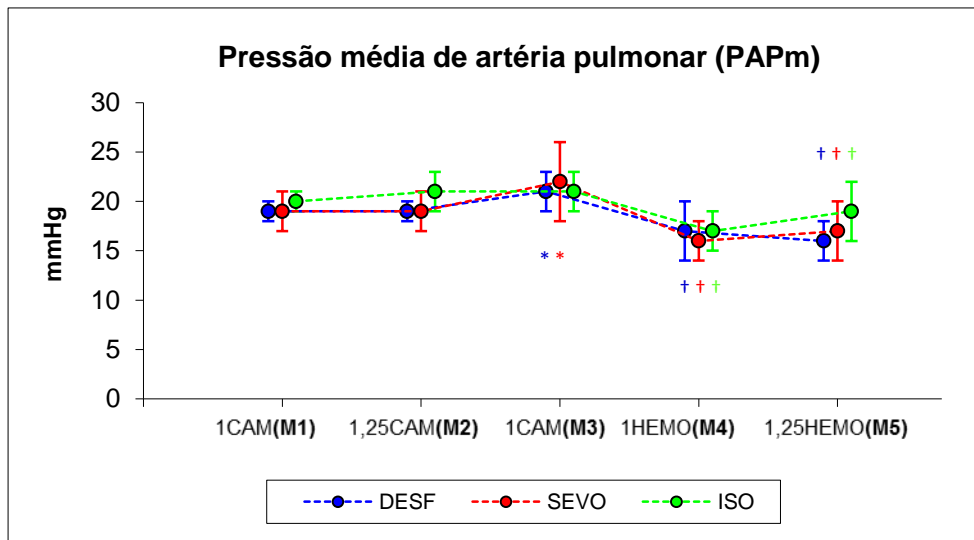 Pressão média de artéria pulmonar (PAPm)
mmHg
30
25
20
15
10
5
0
† † †
* *
† † †
1CAM(M1) 1,25CAM(M2) 1CAM(M3) 1HEMO(M4) 1,25HEMO(M5)
DESF SEVO ISO